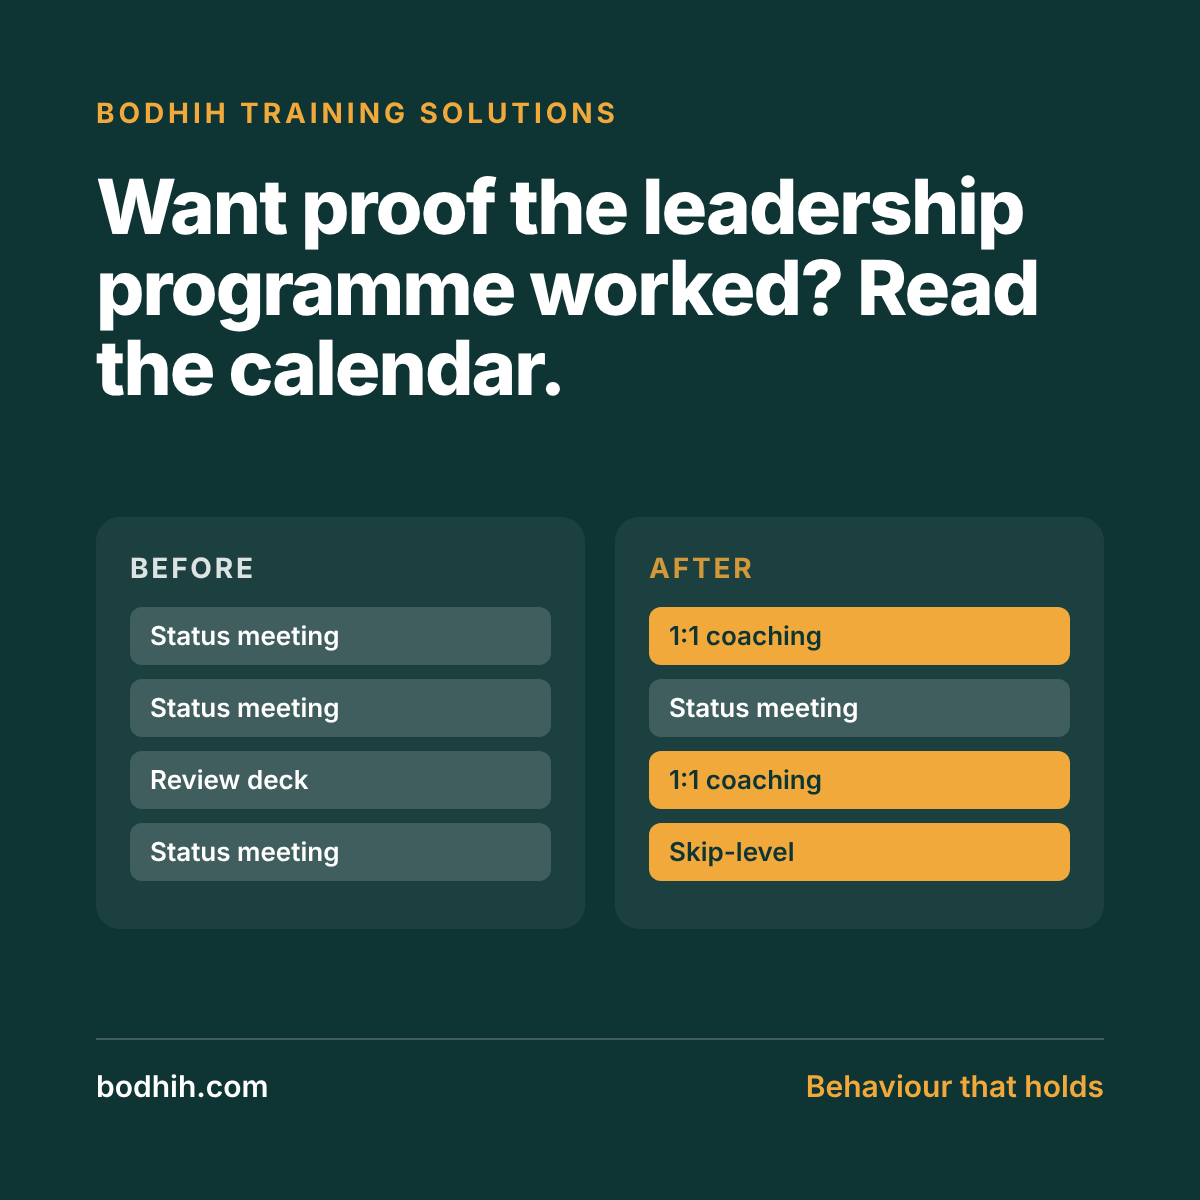 BODHIH TRAINING SOLUTIONS
Want proof the leadership
programme worked? Read
the calendar.
BEFORE
Status meeting
Status meeting
Review deck
Status meeting
AFTER
1:1 coaching
Status meeting
1:1 coaching
Skip-level
bodhih.com
Behaviour that holds